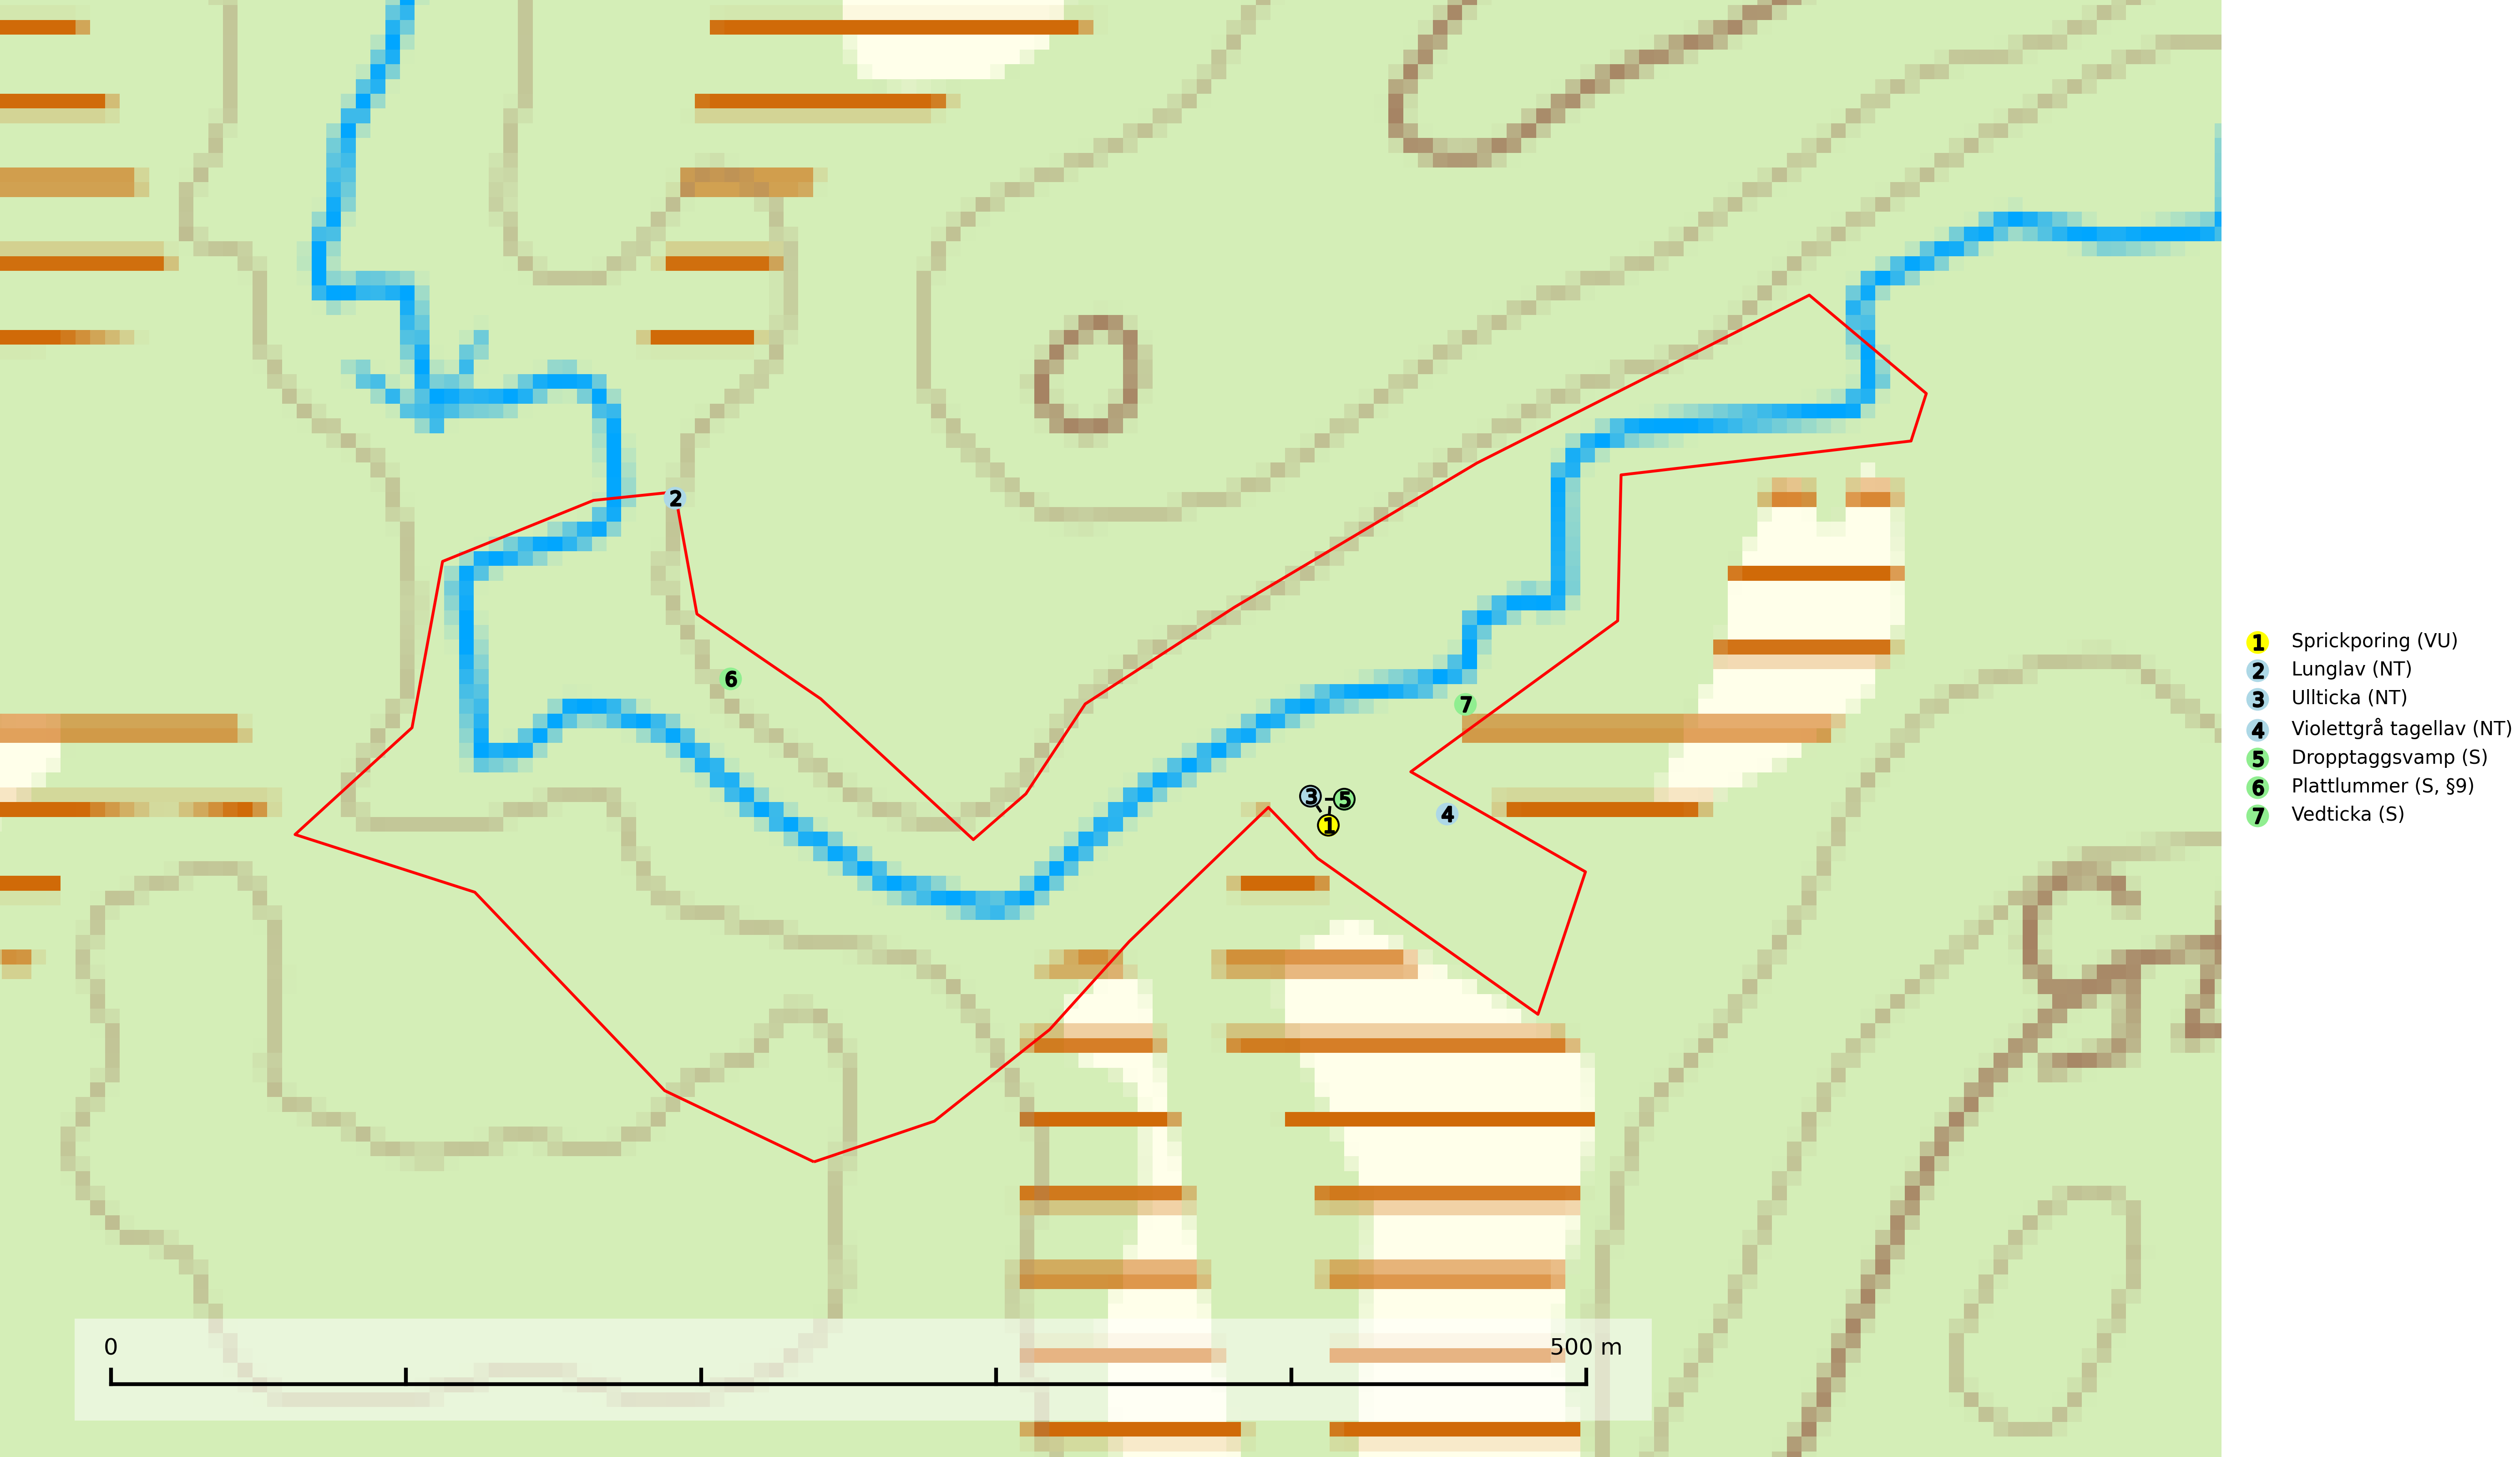 2
6
7
3
5
1
4
0
500 m
1 Sprickporing (VU)
2 Lunglav (NT)
3 Ullticka (NT)
4 Violettgrå tagellav (NT)
5 Dropptaggsvamp (S)
6 Plattlummer (S, §9)
7 Vedticka (S)